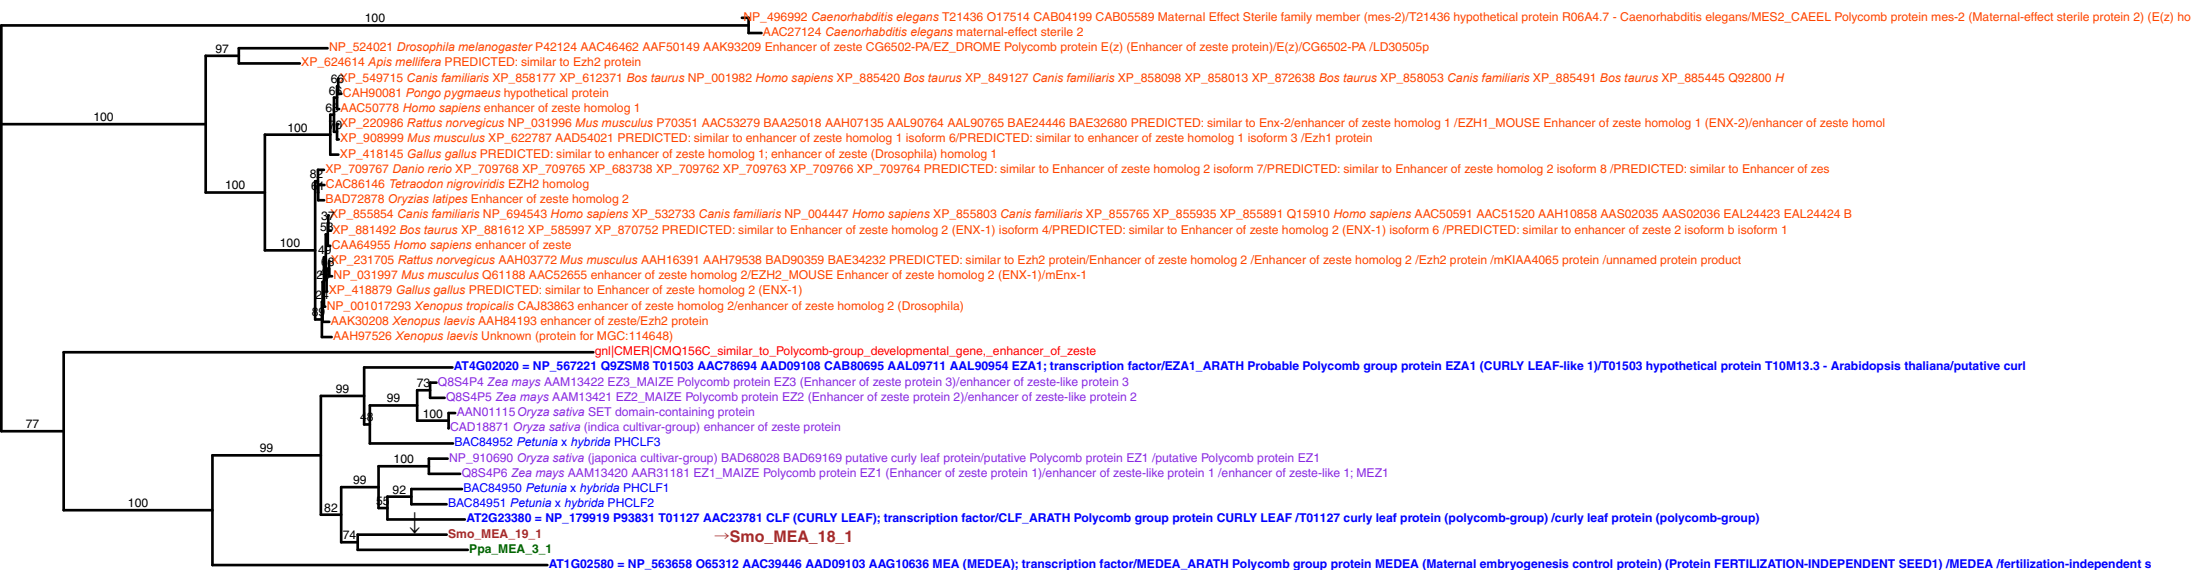 100
NP_496992 Caenorhabditis elegans T21436 O17514 CAB04199 CAB05589 Maternal Effect Sterile family member (mes-2)/T21436 hypothetical protein R06A4.7 - Caenorhabditis elegans/MES2_CAEEL Polycomb protein mes-2 (Maternal-effect sterile protein 2) (E(z) ho
AAC27124 Caenorhabditis elegans maternal-effect sterile 2
97
NP_524021 Drosophila melanogaster P42124 AAC46462 AAF50149 AAK93209 Enhancer of zeste CG6502-PA/EZ_DROME Polycomb protein E(z) (Enhancer of zeste protein)/E(z)/CG6502-PA /LD30505p
XP_624614 Apis mellifera PREDICTED: similar to Ezh2 protein
XP_549715 Canis familiaris XP_858177 XP_612371 Bos taurus NP_001982 Homo sapiens XP_885420 Bos taurus XP_849127 Canis familiaris XP_858098 XP_858013 XP_872638 Bos taurus XP_858053 Canis familiaris XP_885491 Bos taurus XP_885445 Q92800 H
CAH90081 Pongo pygmaeus hypothetical protein
AAC50778 Homo sapiens enhancer of zeste homolog 1
100
XP_220986 Rattus norvegicus NP_031996 Mus musculus P70351 AAC53279 BAA25018 AAH07135 AAL90764 AAL90765 BAE24446 BAE32680 PREDICTED: similar to Enx-2/enhancer of zeste homolog 1 /EZH1_MOUSE Enhancer of zeste homolog 1 (ENX-2)/enhancer of zeste homol
100
XP_908999 Mus musculus XP_622787 AAD54021 PREDICTED: similar to enhancer of zeste homolog 1 isoform 6/PREDICTED: similar to enhancer of zeste homolog 1 isoform 3 /Ezh1 protein
XP_418145 Gallus gallus PREDICTED: similar to enhancer of zeste homolog 1; enhancer of zeste (Drosophila) homolog 1
XP_709767 Danio rerio XP_709768 XP_709765 XP_683738 XP_709762 XP_709763 XP_709766 XP_709764 PREDICTED: similar to Enhancer of zeste homolog 2 isoform 7/PREDICTED: similar to Enhancer of zeste homolog 2 isoform 8 /PREDICTED: similar to Enhancer of zes
100
CAC86146 Tetraodon nigroviridis EZH2 homolog
BAD72878 Oryzias latipes Enhancer of zeste homolog 2
XP_855854 Canis familiaris NP_694543 Homo sapiens XP_532733 Canis familiaris NP_004447 Homo sapiens XP_855803 Canis familiaris XP_855765 XP_855935 XP_855891 Q15910 Homo sapiens AAC50591 AAC51520 AAH10858 AAS02035 AAS02036 EAL24423 EAL24424 B
XP_881492 Bos taurus XP_881612 XP_585997 XP_870752 PREDICTED: similar to Enhancer of zeste homolog 2 (ENX-1) isoform 4/PREDICTED: similar to Enhancer of zeste homolog 2 (ENX-1) isoform 6 /PREDICTED: similar to enhancer of zeste 2 isoform b isoform 1
100
CAA64955 Homo sapiens enhancer of zeste
XP_231705 Rattus norvegicus AAH03772 Mus musculus AAH16391 AAH79538 BAD90359 BAE34232 PREDICTED: similar to Ezh2 protein/Enhancer of zeste homolog 2 /Enhancer of zeste homolog 2 /Ezh2 protein /mKIAA4065 protein /unnamed protein product
NP_031997 Mus musculus Q61188 AAC52655 enhancer of zeste homolog 2/EZH2_MOUSE Enhancer of zeste homolog 2 (ENX-1)/mEnx-1
XP_418879 Gallus gallus PREDICTED: similar to Enhancer of zeste homolog 2 (ENX-1)
NP_001017293 Xenopus tropicalis CAJ83863 enhancer of zeste homolog 2/enhancer of zeste homolog 2 (Drosophila)
AAK30208 Xenopus laevis AAH84193 enhancer of zeste/Ezh2 protein
AAH97526 Xenopus laevis Unknown (protein for MGC:114648)
gnl|CMER|CMQ156C_similar_to_Polycomb-group_developmental_gene,_enhancer_of_zeste
AT4G02020 = NP_567221 Q9ZSM8 T01503 AAC78694 AAD09108 CAB80695 AAL09711 AAL90954 EZA1; transcription factor/EZA1_ARATH Probable Polycomb group protein EZA1 (CURLY LEAF-like 1)/T01503 hypothetical protein T10M13.3 - Arabidopsis thaliana/putative curl
99
73
Q8S4P4 Zea mays AAM13422 EZ3_MAIZE Polycomb protein EZ3 (Enhancer of zeste protein 3)/enhancer of zeste-like protein 3
99
Q8S4P5 Zea mays AAM13421 EZ2_MAIZE Polycomb protein EZ2 (Enhancer of zeste protein 2)/enhancer of zeste-like protein 2
48
100
AAN01115 Oryza sativa SET domain-containing protein
CAD18871 Oryza sativa (indica cultivar-group) enhancer of zeste protein
77
BAC84952 Petunia x hybrida PHCLF3
99
100
NP_910690 Oryza sativa (japonica cultivar-group) BAD68028 BAD69169 putative curly leaf protein/putative Polycomb protein EZ1 /putative Polycomb protein EZ1
Q8S4P6 Zea mays AAM13420 AAR31181 EZ1_MAIZE Polycomb protein EZ1 (Enhancer of zeste protein 1)/enhancer of zeste-like protein 1 /enhancer of zeste-like 1; MEZ1
99
92
BAC84950 Petunia x hybrida PHCLF1
100
82
BAC84951 Petunia x hybrida PHCLF2
AT2G23380 = NP_179919 P93831 T01127 AAC23781 CLF (CURLY LEAF); transcription factor/CLF_ARATH Polycomb group protein CURLY LEAF /T01127 curly leaf protein (polycomb-group) /curly leaf protein (polycomb-group)
74
Smo_MEA_19_1
→Smo_MEA_18_1
Ppa_MEA_3_1
AT1G02580 = NP_563658 O65312 AAC39446 AAD09103 AAG10636 MEA (MEDEA); transcription factor/MEDEA_ARATH Polycomb group protein MEDEA (Maternal embryogenesis control protein) (Protein FERTILIZATION-INDEPENDENT SEED1) /MEDEA /fertilization-independent s